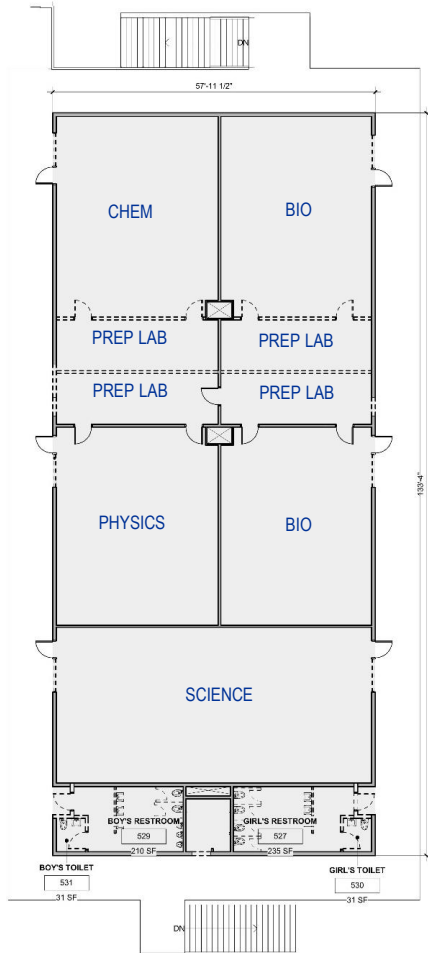 DN
57'-11 1/2"
CHEM
BIO
PREP LAB
PREP LAB
PREP LAB
PREP LAB
133'-4"
PHYSICS
BIO
SCIENCE
BOY'S RESTROOM
529
210 SF
GIRL'S RESTROOM
527
235 SF
BOY'S TOILET
531
31 SF
GIRL'S TOILET
530
31 SF
DN